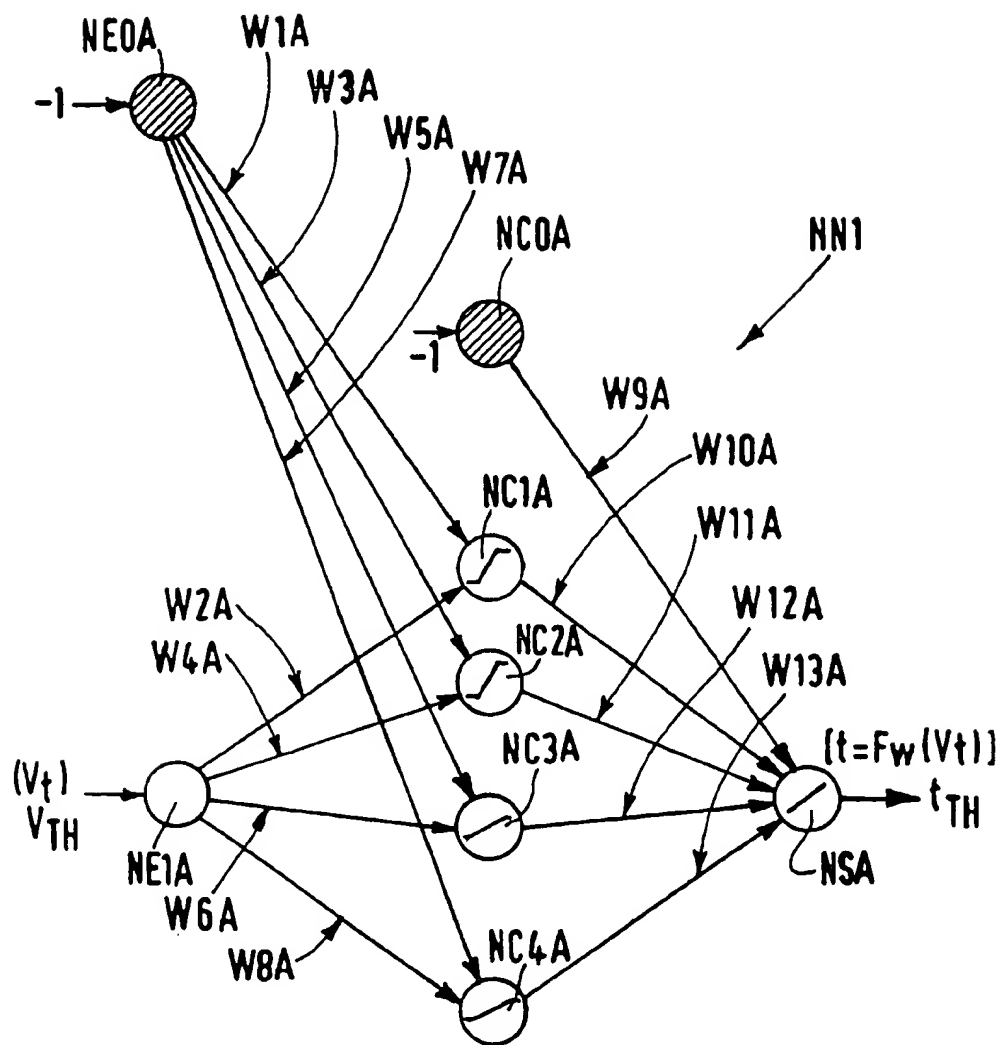 NE0A
W1A
W3A
W5A
W7A
-1
NC0A
NN1
-1
W9A
W10A
NC1A
W11A
W2A
W12A
W4A
NC2A
W13A
NC3A
[t=Fw(Vt)]
(Vt)
VTH
tTH
NE1A
NSA
W6A
W8A
NC4A